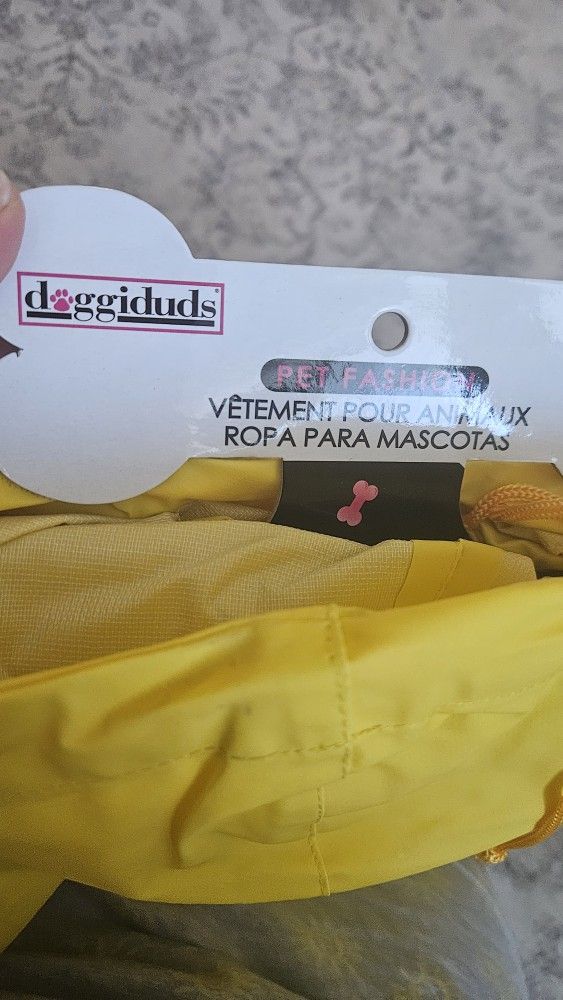 doggiduds®
PET FASHION
VÊTEMENT POUR ANIMAUX
ROPA PARA MASCOTAS